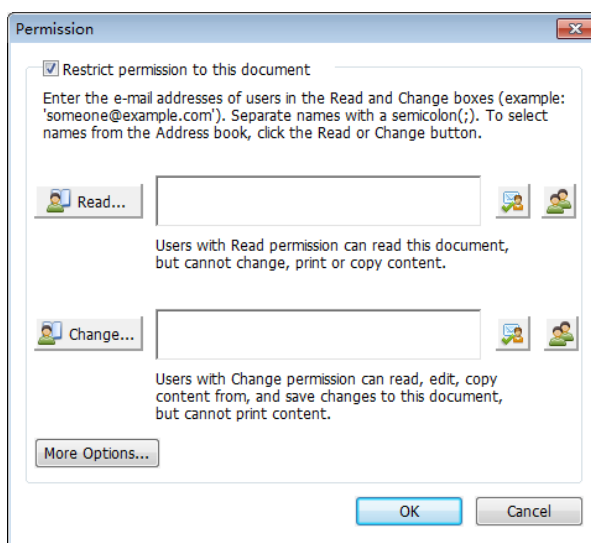 Permission
Restrict permission to this document
Enter the e-mail addresses of users in the Read and Change boxes (example:
'someone@example.com'). Separate names with a semicolon(;). To select
names from the Address book, click the Read or Change button.
Read...
Users with Read permission can read this document,
but cannot change, print or copy content.
Change...
Users with Change permission can read, edit, copy
content from, and save changes to this document,
but cannot print content.
More Options...
OK Cancel